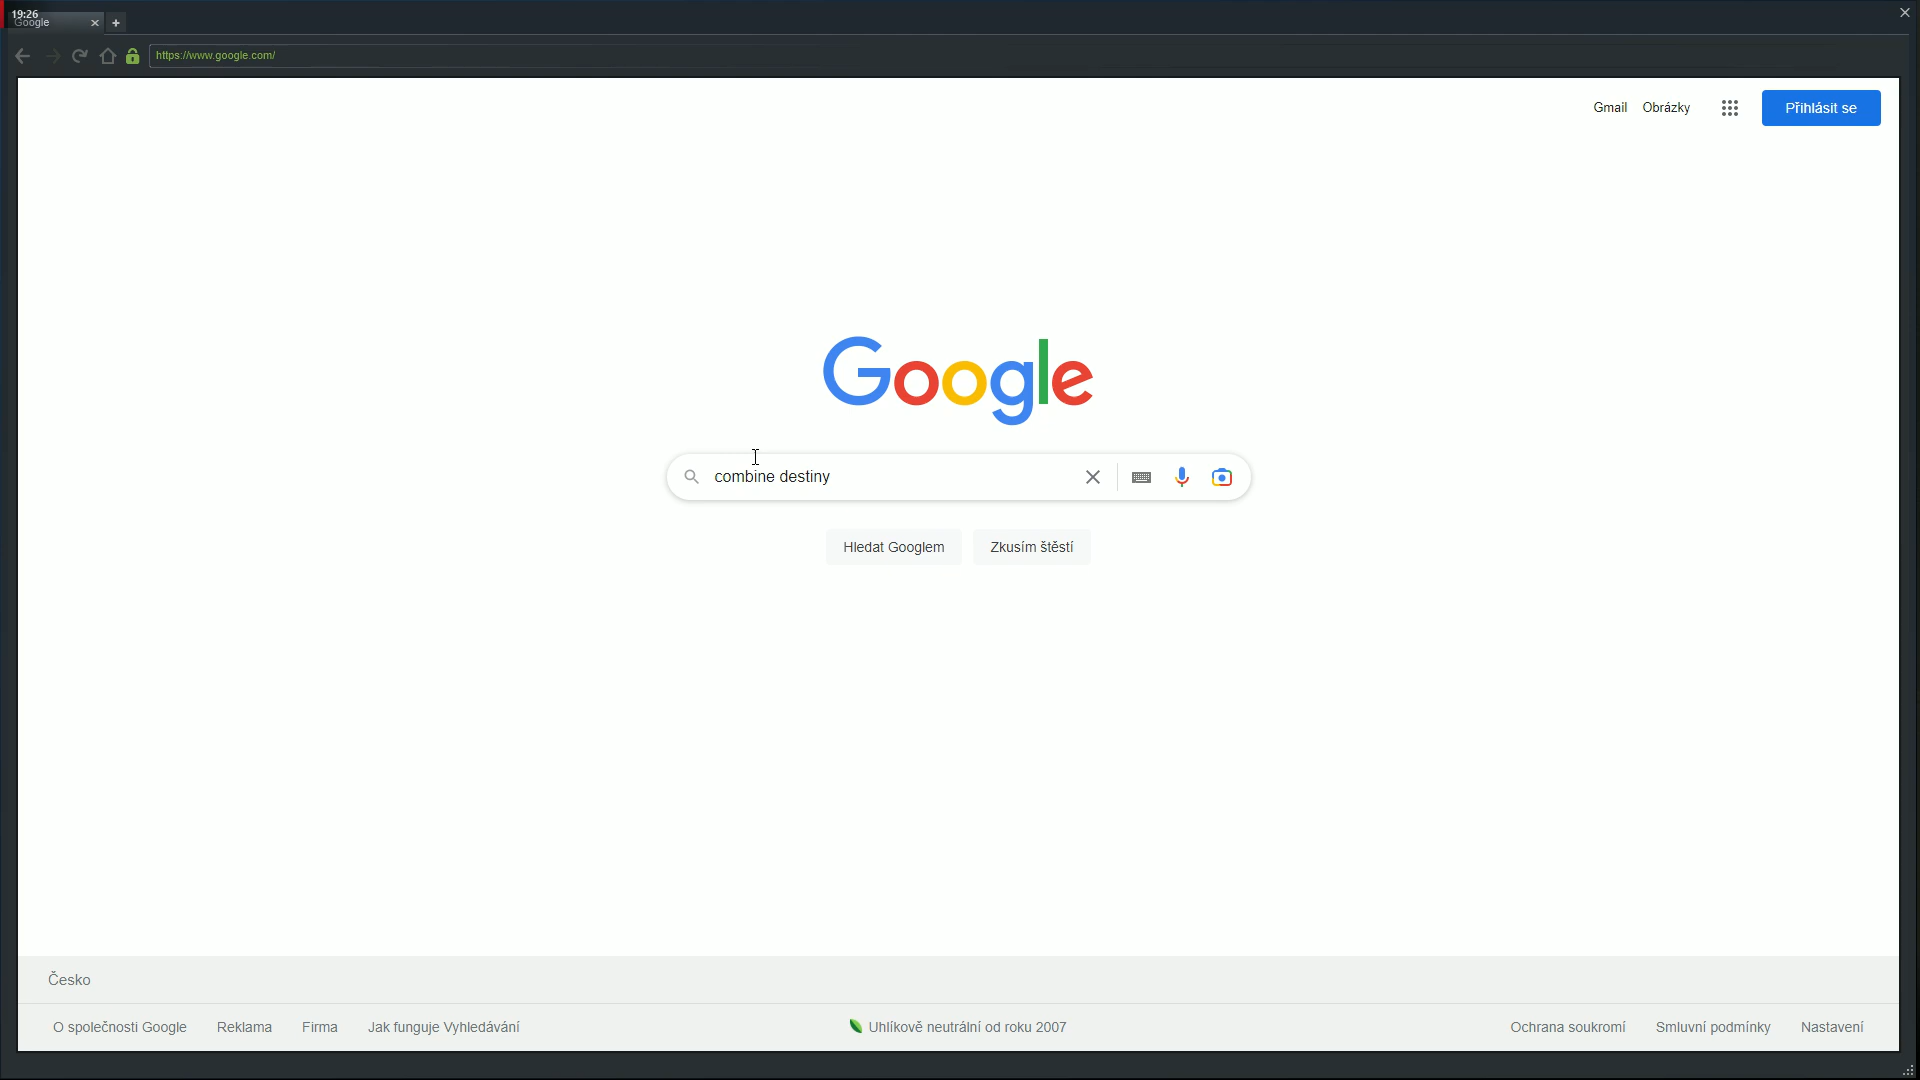 19:26
Google
https://www.google.com/
Gmail Obrázky Přihlásit se
Google
combine destiny
Hledat Googlem Zkusím štěstí
Česko
O společnosti Google Reklama Firma Jak funguje Vyhledávání Uhlíkově neutrální od roku 2007 Ochrana soukromí Smluvní podmínky Nastavení